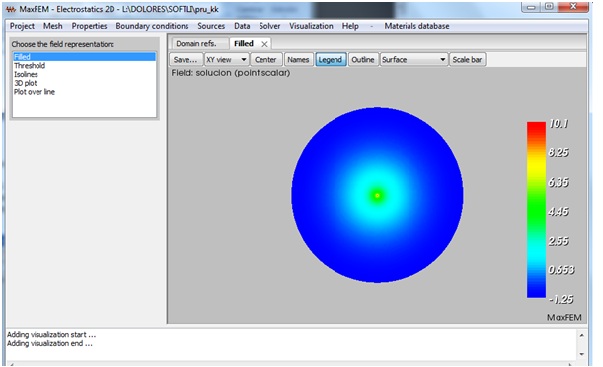 MaxFEM - Electrostatics 2D - L:\DOLORES\SOFTLI\pru_kk
Project Mesh Properties Boundary conditions Sources Data Solver Visualization Help - Materials database
Choose the field representation:
Filled
Threshold
Isolines
3D plot
Plot over line
Domain refs. Filled
Save... XY view Center Names Legend Outline Surface Scale bar
Field: solucion (pointscalar)
10.1
8.25
6.35
4.45
2.55
0.653
-1.25
MaxFEM
Adding visualization start ...
Adding visualization end ...